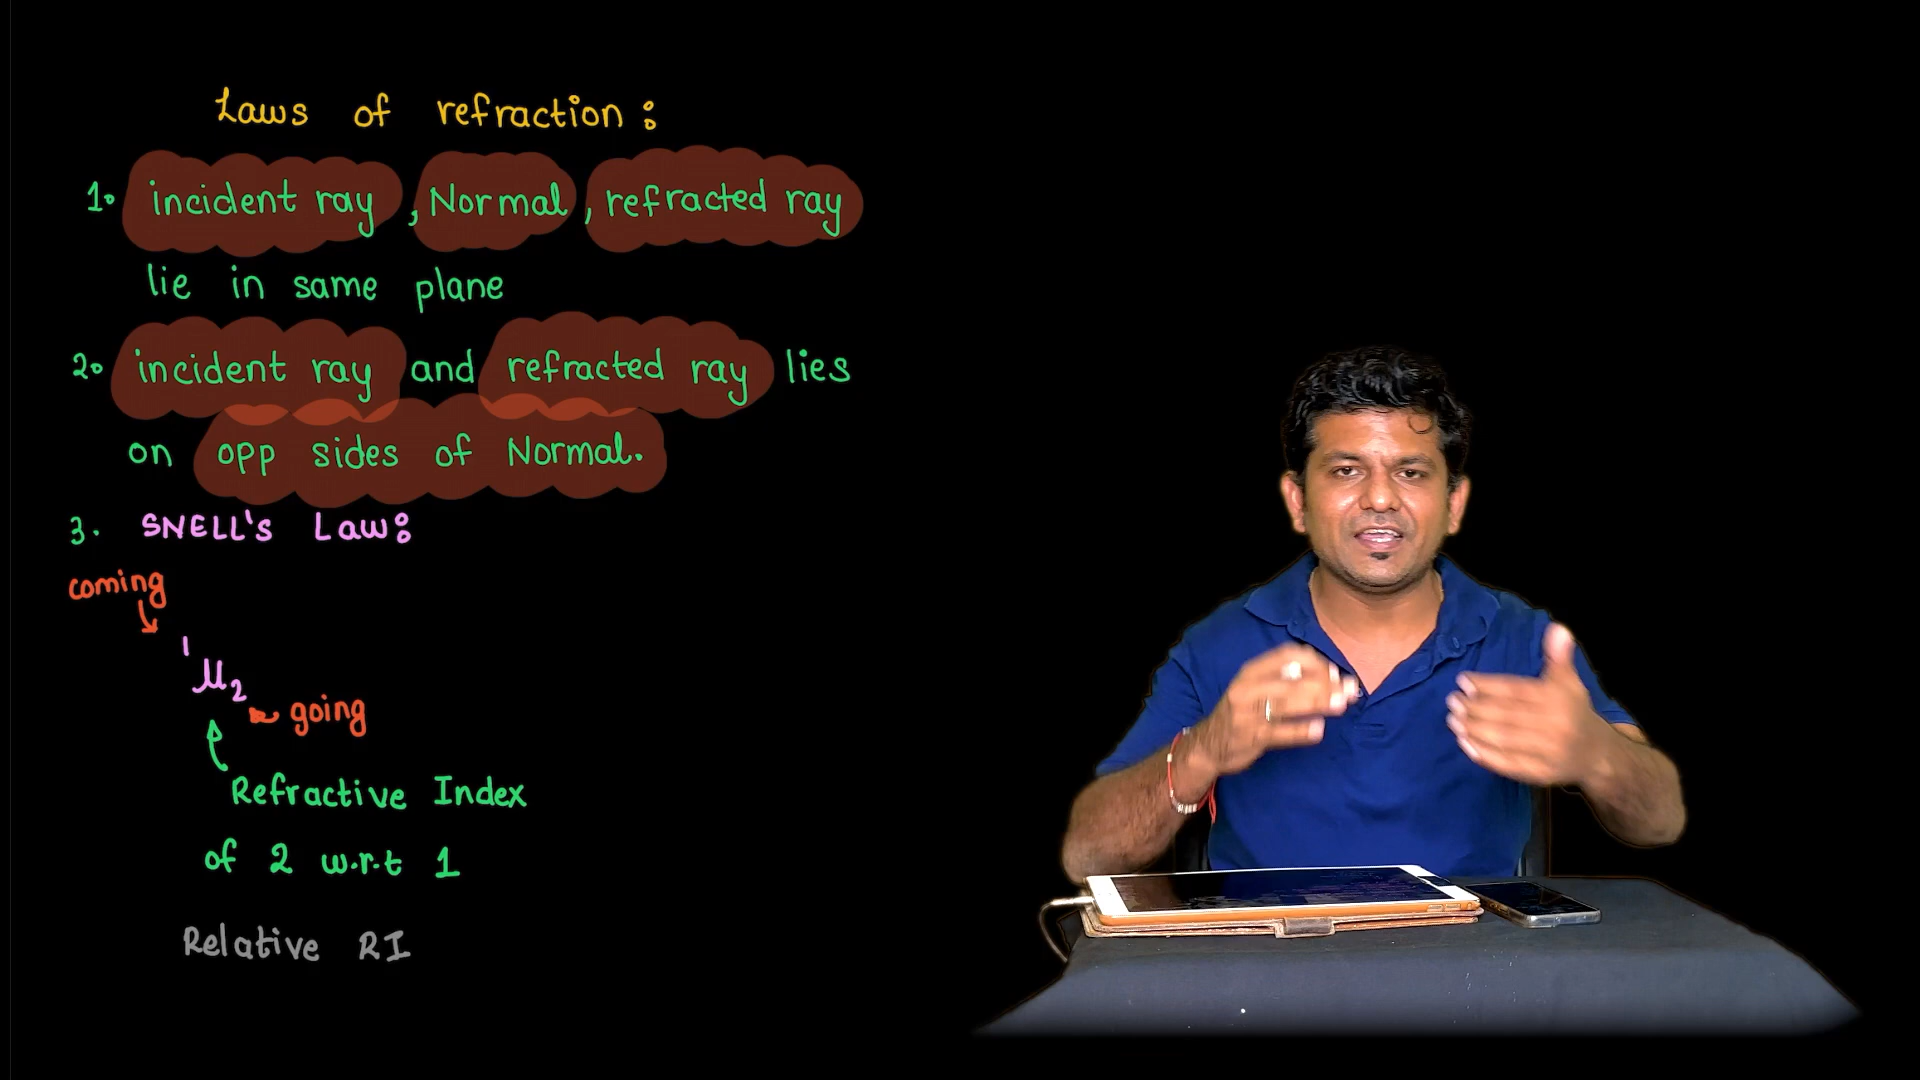 Laws of refraction :
1. incident ray , Normal , refracted ray
lie in same plane
2. incident ray and refracted ray lies
on opp sides of Normal.
3. SNELL's Law:
coming
¹μ₂
going
Refractive Index
of 2 w.r.t 1
Relative RI